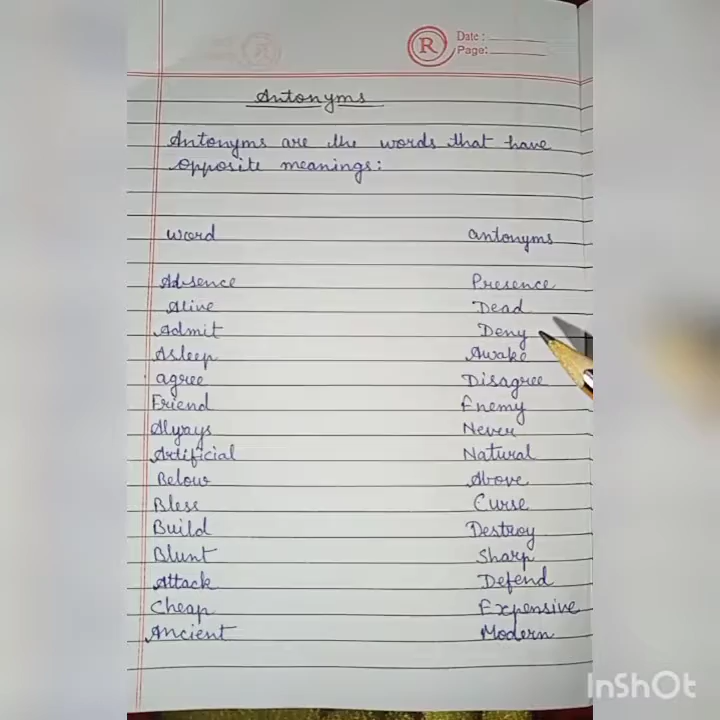 R Date :
Page:
Antonyms
Antonyms are the words that have
opposite meanings:
word antonyms
Absence Presence
Alive Dead
Admit Deny
Asleep Awake
agree Disagree
Friend Enemy
Always Never
Artificial Natural
Below Above
Bless Curse
Build Destroy
Blunt Sharp
Attack Defend
Cheap Expensive
Ancient Modern
InShOt